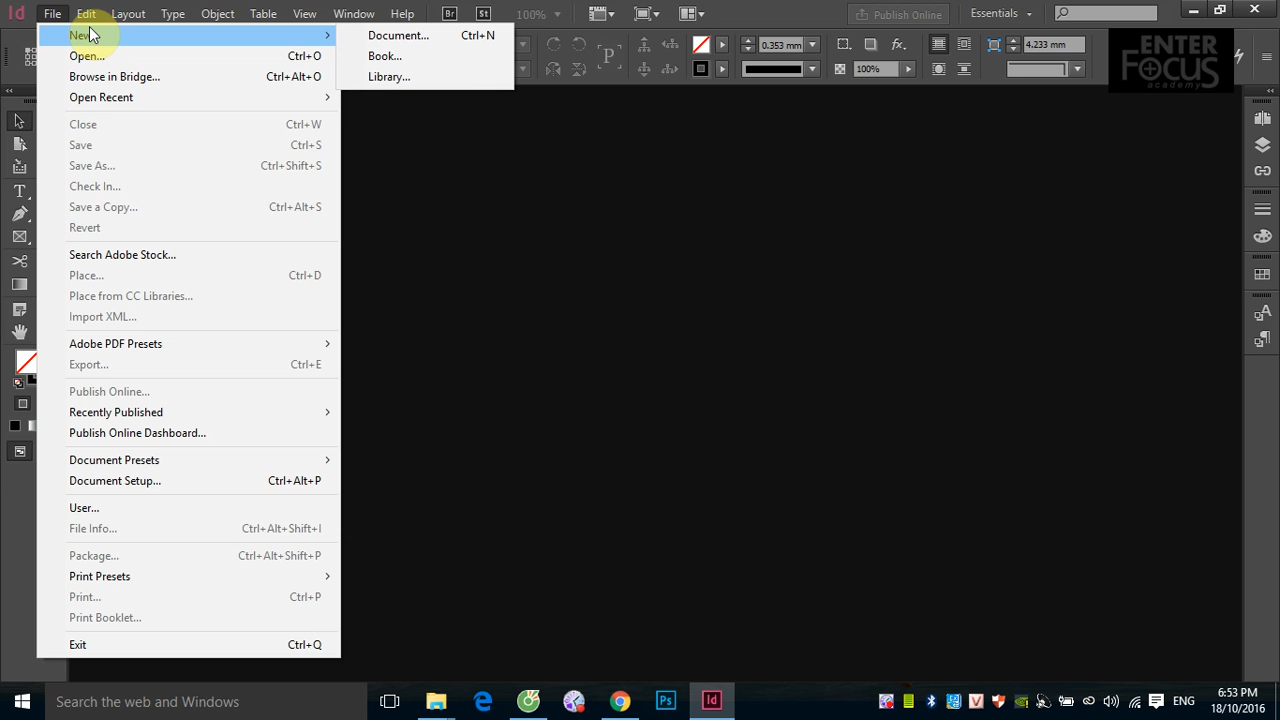 Id File Edit Layout Type Object Table View Window Help Br St 100% Publish Online Essentials
New Document... Ctrl+N
Open... Ctrl+O Book...
Browse in Bridge... Ctrl+Alt+O Library...
Open Recent
0.353 mm 4.233 mm
100%
ENTER
FOCUS
academy
Close Ctrl+W
Save Ctrl+S
Save As... Ctrl+Shift+S
Check In...
Save a Copy... Ctrl+Alt+S
Revert
Search Adobe Stock...
Place... Ctrl+D
Place from CC Libraries...
Import XML...
Adobe PDF Presets
Export... Ctrl+E
Publish Online...
Recently Published
Publish Online Dashboard...
Document Presets
Document Setup... Ctrl+Alt+P
User...
File Info... Ctrl+Alt+Shift+I
Package... Ctrl+Alt+Shift+P
Print Presets
Print... Ctrl+P
Print Booklet...
Exit Ctrl+Q
Search the web and Windows Ps Id ENG 6:53 PM
18/10/2016